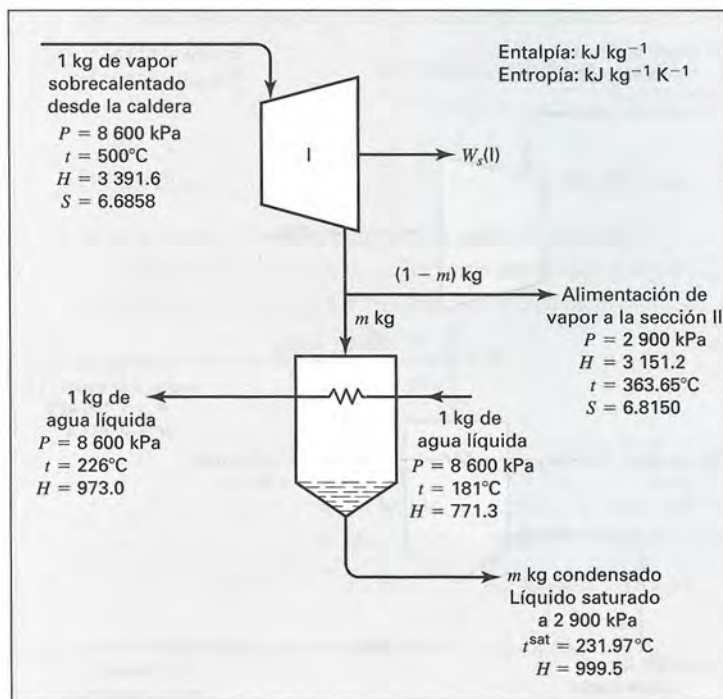 1 kg de vapor
sobrecalentado
desde la caldera
P = 8 600 kPa
t = 500°C
H = 3 391.6
S = 6.6858
Entalpía: kJ kg⁻¹
Entropía: kJ kg⁻¹ K⁻¹
I
Wₛ(I)
(1 − m) kg
m kg
Alimentación de
vapor a la sección II
P = 2 900 kPa
H = 3 151.2
t = 363.65°C
S = 6.8150
1 kg de
agua líquida
P = 8 600 kPa
t = 226°C
H = 973.0
1 kg de
agua líquida
P = 8 600 kPa
t = 181°C
H = 771.3
m kg condensado
Líquido saturado
a 2 900 kPa
tˢᵃᵗ = 231.97°C
H = 999.5